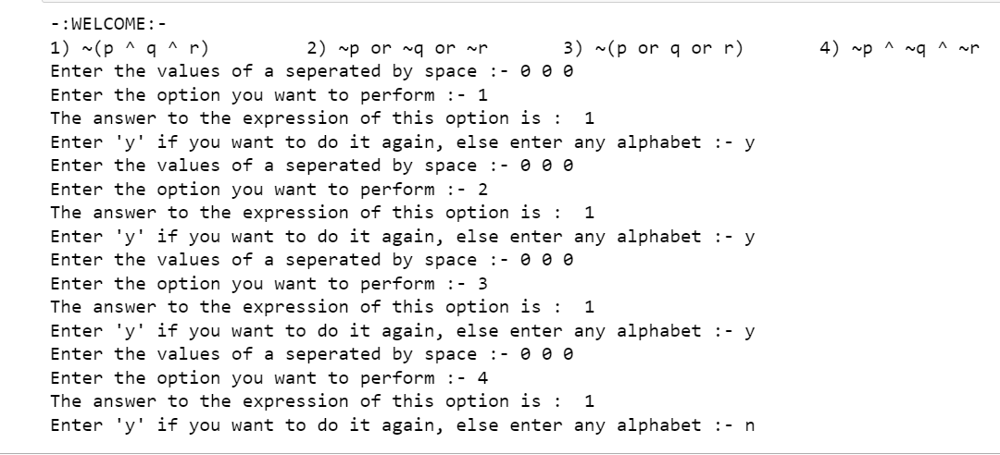 -:WELCOME:-
1) ~(p ^ q ^ r) 2) ~p or ~q or ~r 3) ~(p or q or r) 4) ~p ^ ~q ^ ~r
Enter the values of a seperated by space :- 0 0 0
Enter the option you want to perform :- 1
The answer to the expression of this option is : 1
Enter 'y' if you want to do it again, else enter any alphabet :- y
Enter the values of a seperated by space :- 0 0 0
Enter the option you want to perform :- 2
The answer to the expression of this option is : 1
Enter 'y' if you want to do it again, else enter any alphabet :- y
Enter the values of a seperated by space :- 0 0 0
Enter the option you want to perform :- 3
The answer to the expression of this option is : 1
Enter 'y' if you want to do it again, else enter any alphabet :- y
Enter the values of a seperated by space :- 0 0 0
Enter the option you want to perform :- 4
The answer to the expression of this option is : 1
Enter 'y' if you want to do it again, else enter any alphabet :- n